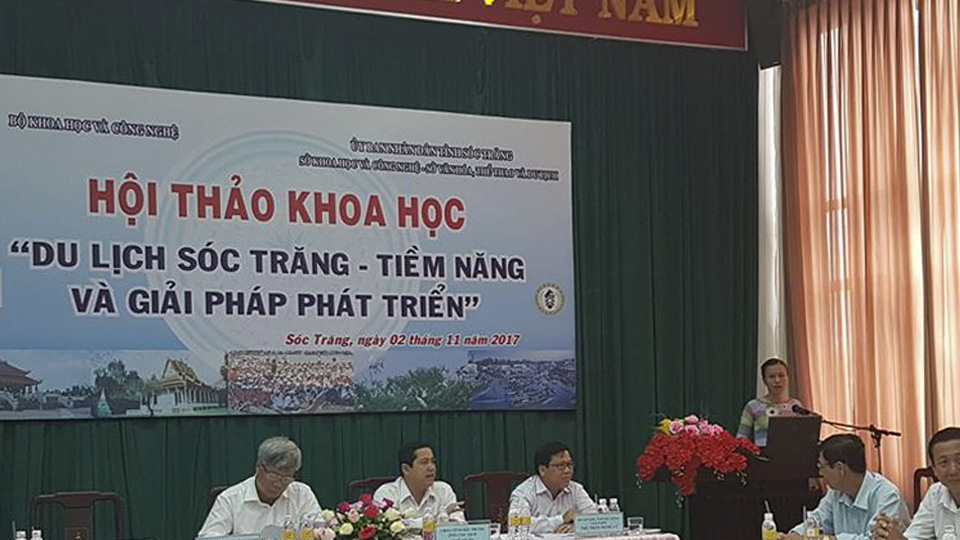 VIỆT NAM
BỘ KHOA HỌC VÀ CÔNG NGHỆ
ỦY BAN NHÂN DÂN TỈNH SÓC TRĂNG
SỞ KHOA HỌC VÀ CÔNG NGHỆ - SỞ VĂN HÓA, THỂ THAO VÀ DU LỊCH
HỘI THẢO KHOA HỌC
“DU LỊCH SÓC TRĂNG - TIỀM NĂNG
VÀ GIẢI PHÁP PHÁT TRIỂN”
Sóc Trăng, ngày 02 tháng 11 năm 2017